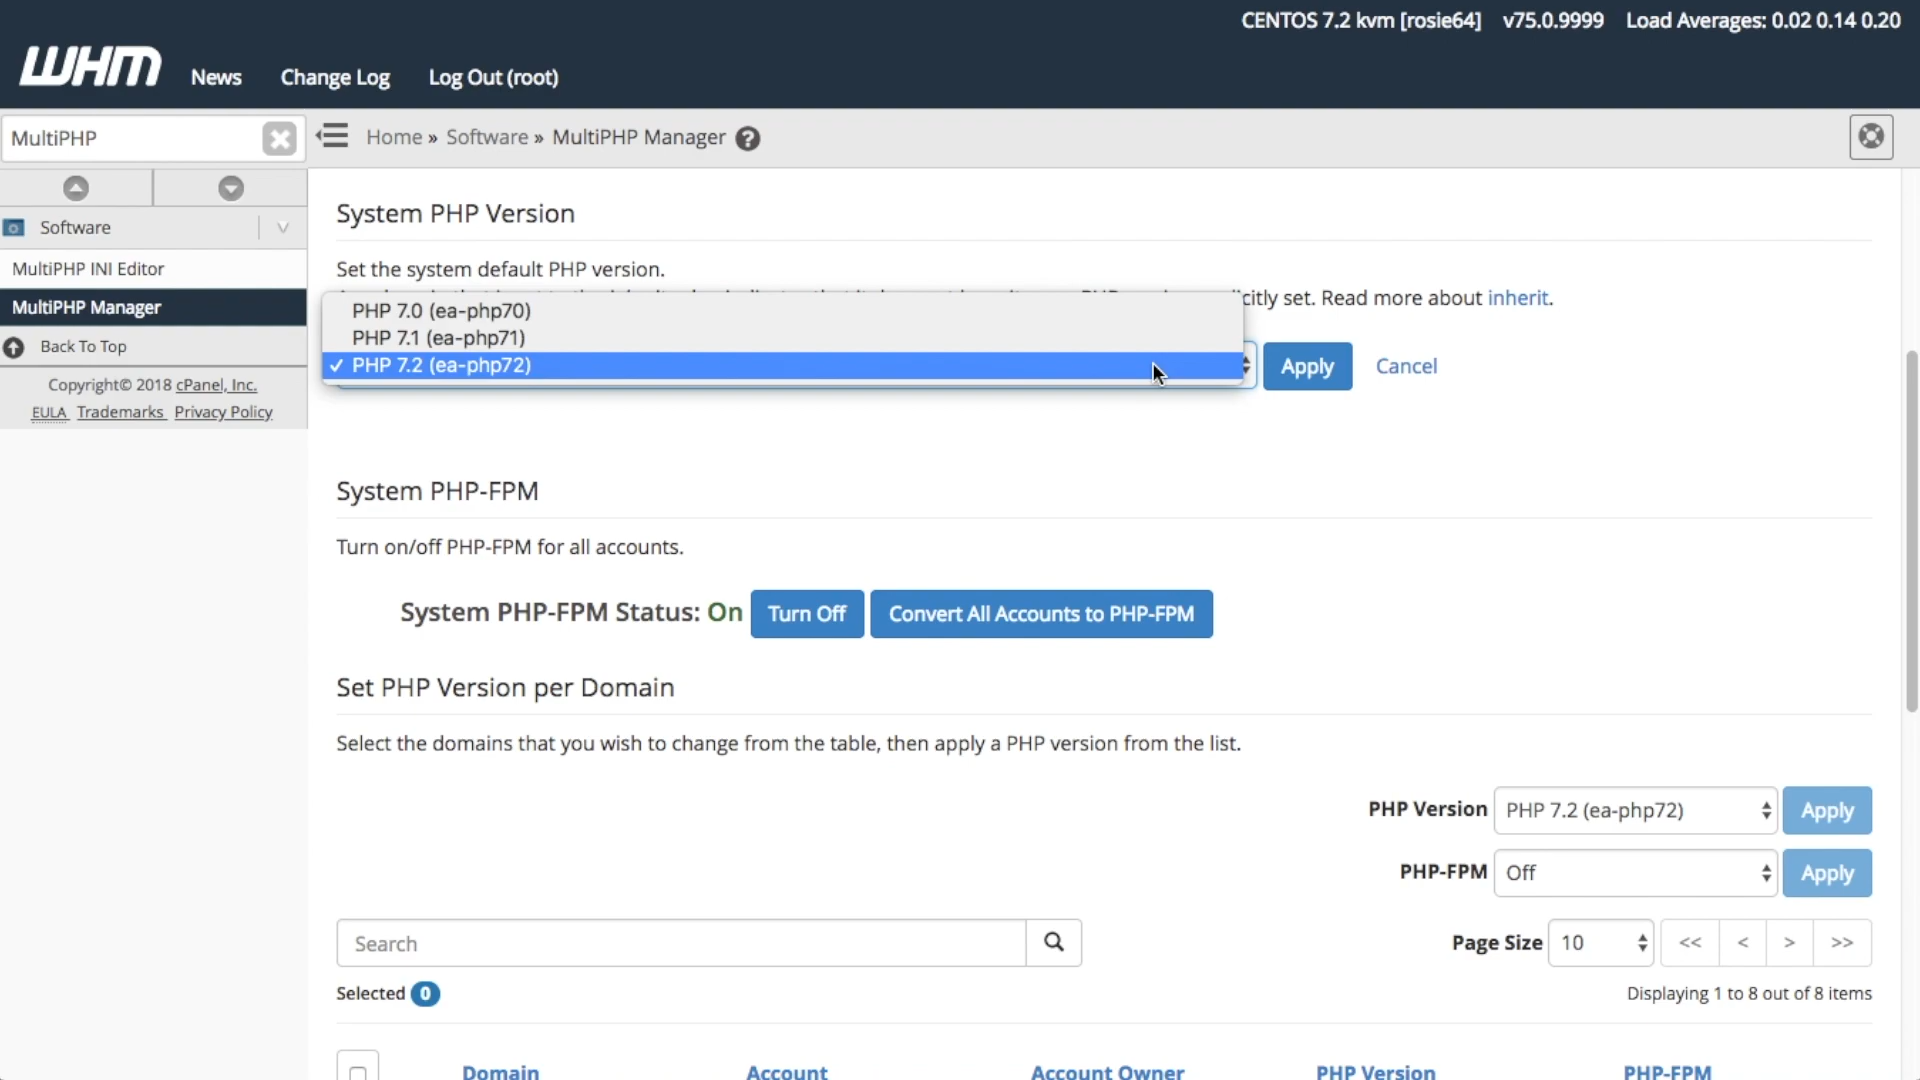 CENTOS 7.2 kvm [rosie64] v75.0.9999 Load Averages: 0.02 0.14 0.20
WHM News Change Log Log Out (root)
MultiPHP
Home » Software » MultiPHP Manager ?
Software
MultiPHP INI Editor
MultiPHP Manager
Back To Top
Copyright© 2018 cPanel, Inc.
EULA Trademarks Privacy Policy
System PHP Version
Set the system default PHP version.
citly set. Read more about inherit.
PHP 7.0 (ea-php70)
PHP 7.1 (ea-php71)
✓ PHP 7.2 (ea-php72)
Apply Cancel
System PHP-FPM
Turn on/off PHP-FPM for all accounts.
System PHP-FPM Status: On Turn Off Convert All Accounts to PHP-FPM
Set PHP Version per Domain
Select the domains that you wish to change from the table, then apply a PHP version from the list.
PHP Version PHP 7.2 (ea-php72) Apply
PHP-FPM Off Apply
Search
Page Size 10 << < > >>
Selected 0
Displaying 1 to 8 out of 8 items
Domain Account Account Owner PHP Version PHP-FPM